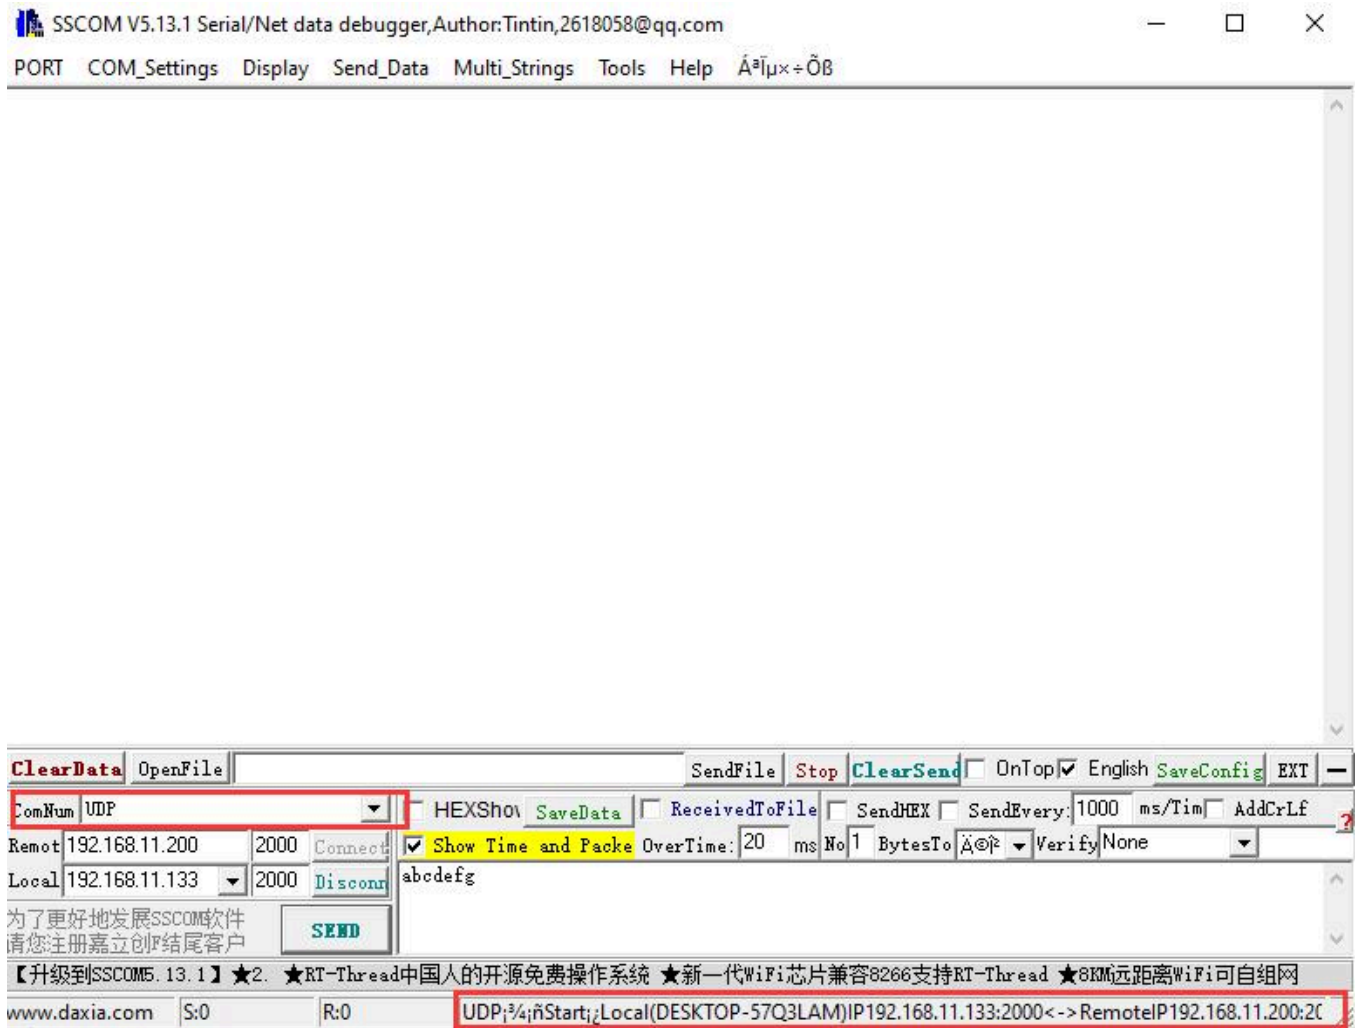 SSCOM V5.13.1 Serial/Net data debugger,Author:Tintin,2618058@qq.com
PORT COM_Settings Display Send_Data Multi_Strings Tools Help ÁªÏµ×÷Õß
ClearData OpenFile SendFile Stop ClearSend OnTop English SaveConfig EXT
ComNum UDP HEXShow SaveData ReceivedToFile SendHEX SendEvery: 1000 ms/Tim AddCrLf ?
Remot 192.168.11.200 2000 Connect Show Time and Packe OverTime: 20 ms No 1 BytesTo Verify None
Local 192.168.11.133 2000 Disconn abcdefg
为了更好地发展SSCOM软件
请您注册嘉立创F结尾客户 SEND
【升级到SSCOM5.13.1】★2. ★RT-Thread中国人的开源免费操作系统 ★新一代WiFi芯片兼容8266支持RT-Thread ★8KM远距离WiFi可自组网
www.daxia.com S:0 R:0 UDP¡¾¡ñStart¡¿Local(DESKTOP-57Q3LAM)IP192.168.11.133:2000<->RemoteIP192.168.11.200:20